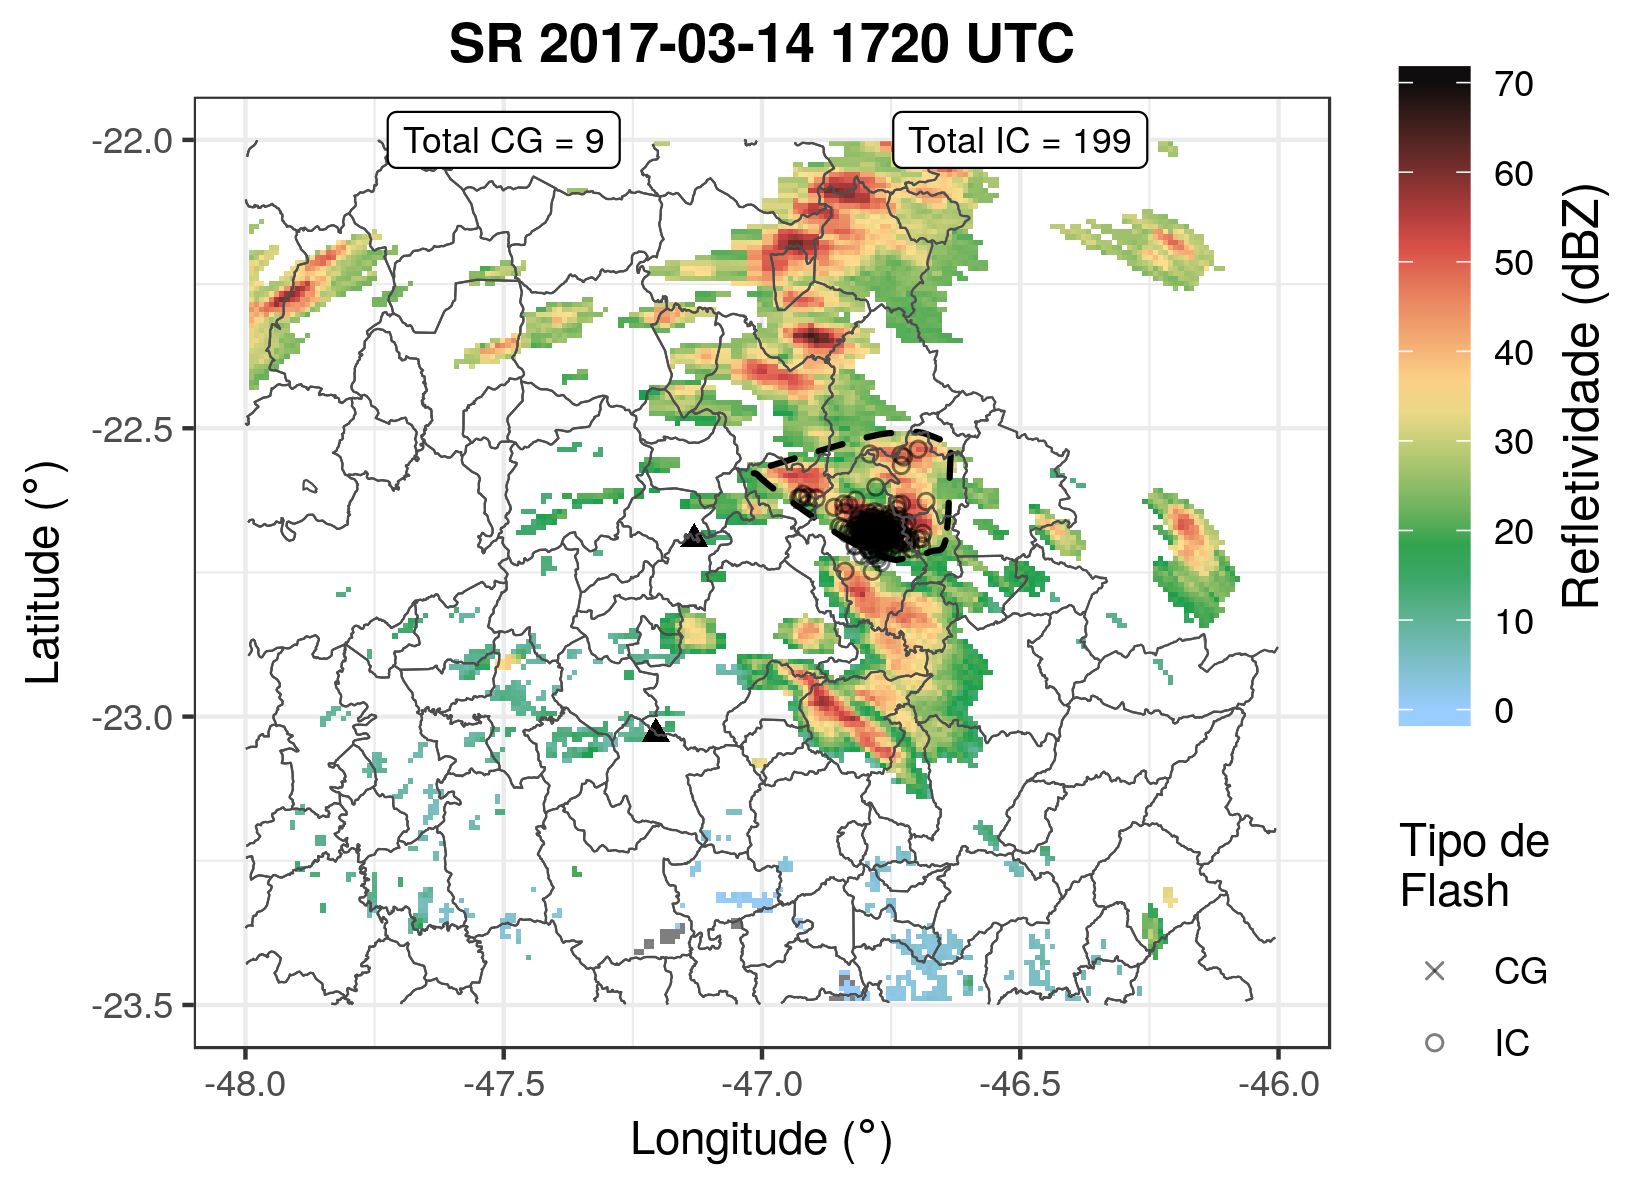 SR 2017-03-14 1720 UTC
Total CG = 9
Total IC = 199
Latitude (°)
-22.0
-22.5
-23.0
-23.5
-48.0
-47.5
-47.0
-46.5
-46.0
Longitude (°)
70
60
50
40
30
20
10
0
Refletividade (dBZ)
Tipo de
Flash
CG
IC